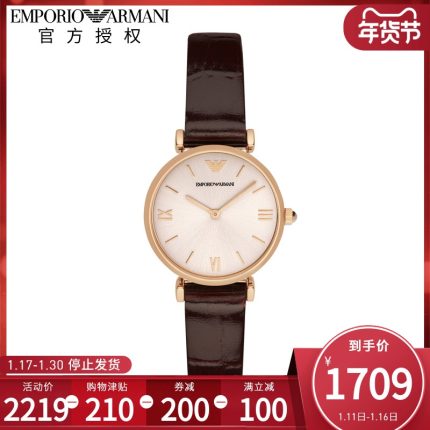 EMPORIO ARMANI
官方授权
年货节
EMPORIO ARMANI
1.17-1.30 停止发货
活动价 购物津贴 券减 满立减
2219 - 210 - 200 - 100
到手价
¥1709
1.11日-1.16日